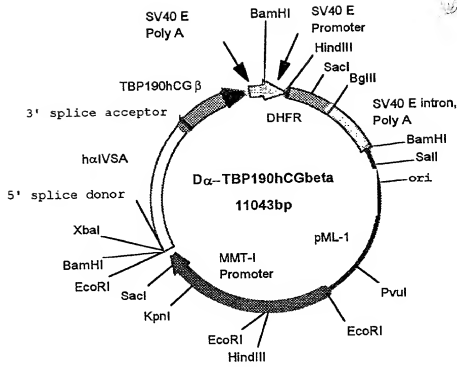 SV40 E
Poly A
BamHI
SV40 E
Promoter
HindIII
SacI
BglII
SV40 E intron,
Poly A
BamHI
SalI
ori
TBP190hCGβ
3' splice acceptor
DHFR
hαIVSA
5' splice donor
Dα-TBP190hCGbeta
11043bp
XbaI
BamHI
EcoRI
SacI
KpnI
MMT-I
Promoter
pML-1
PvuI
EcoRI
EcoRI
HindIII